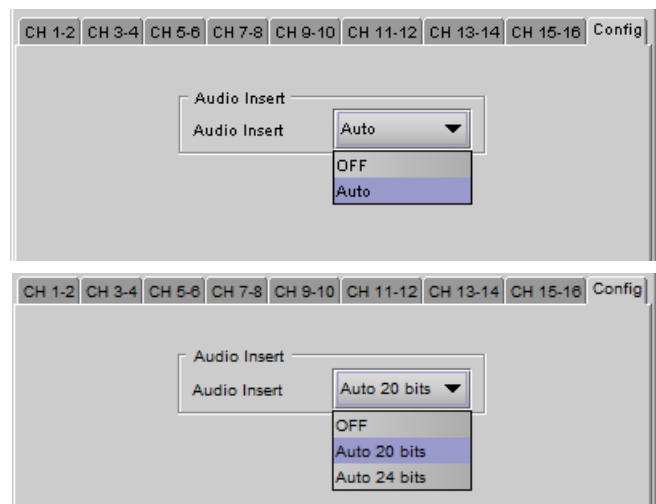 CH 1-2 CH 3-4 CH 5-6 CH 7-8 CH 9-10 CH 11-12 CH 13-14 CH 15-16 Config
Audio Insert
Audio Insert Auto
OFF
Auto
CH 1-2 CH 3-4 CH 5-6 CH 7-8 CH 9-10 CH 11-12 CH 13-14 CH 15-16 Config
Audio Insert
Audio Insert Auto 20 bits
OFF
Auto 20 bits
Auto 24 bits